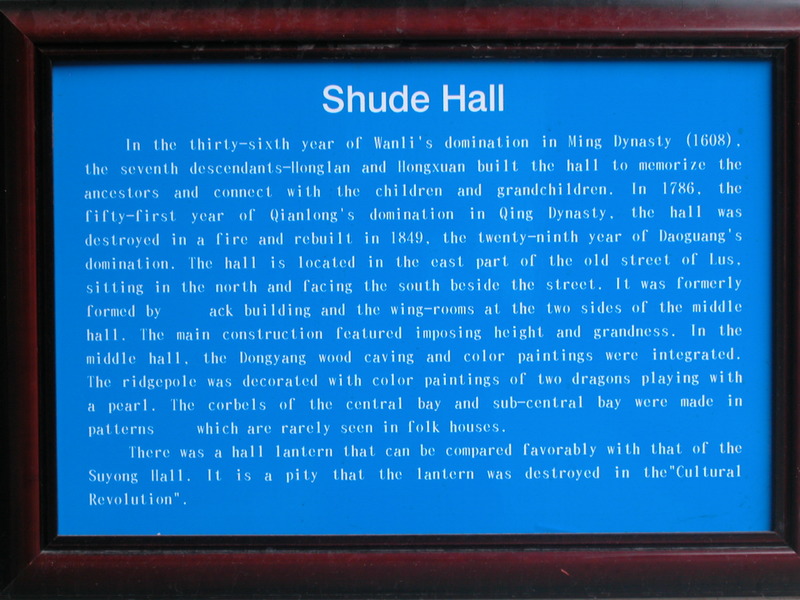 Shude Hall
In the thirty-sixth year of Wanli's domination in Ming Dynasty (1608),
the seventh descendants-Honglan and Hongxuan built the hall to memorize the
ancestors and connect with the children and grandchildren. In 1786, the
fifty-first year of Qianlong's domination in Qing Dynasty, the hall was
destroyed in a fire and rebuilt in 1849, the twenty-ninth year of Daoguang's
domination. The hall is located in the east part of the old street of Lus,
sitting in the north and facing the south beside the street. It was formerly
formed by ack building and the wing-rooms at the two sides of the middle
hall. The main construction featured imposing height and grandness. In the
middle hall, the Dongyang wood caving and color paintings were integrated.
The ridgepole was decorated with color paintings of two dragons playing with
a pearl. The corbels of the central bay and sub-central bay were made in
patterns which are rarely seen in folk houses.
There was a hall lantern that can be compared favorably with that of the
Suyong Hall. It is a pity that the lantern was destroyed in the"Cultural
Revolution".